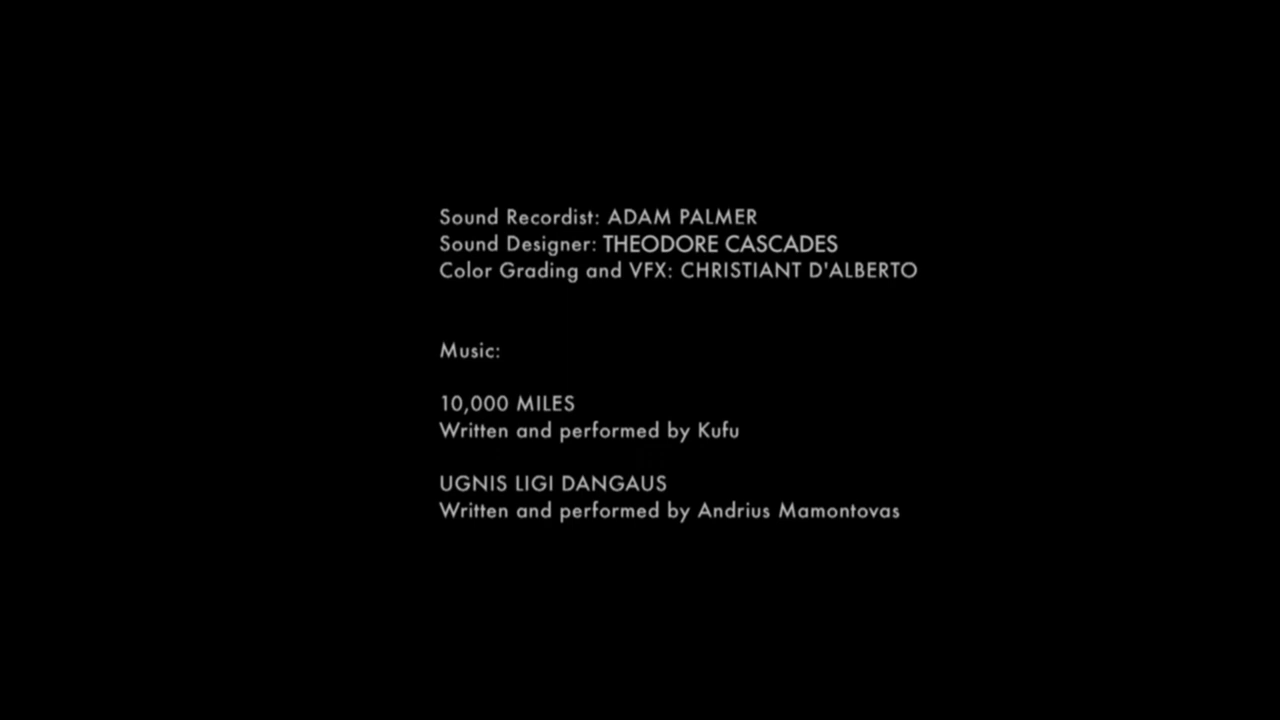 Sound Recordist: ADAM PALMER
Sound Designer: THEODORE CASCADES
Color Grading and VFX: CHRISTIANT D'ALBERTO
Music:
10,000 MILES
Written and performed by Kufu
UGNIS LIGI DANGAUS
Written and performed by Andrius Mamontovas